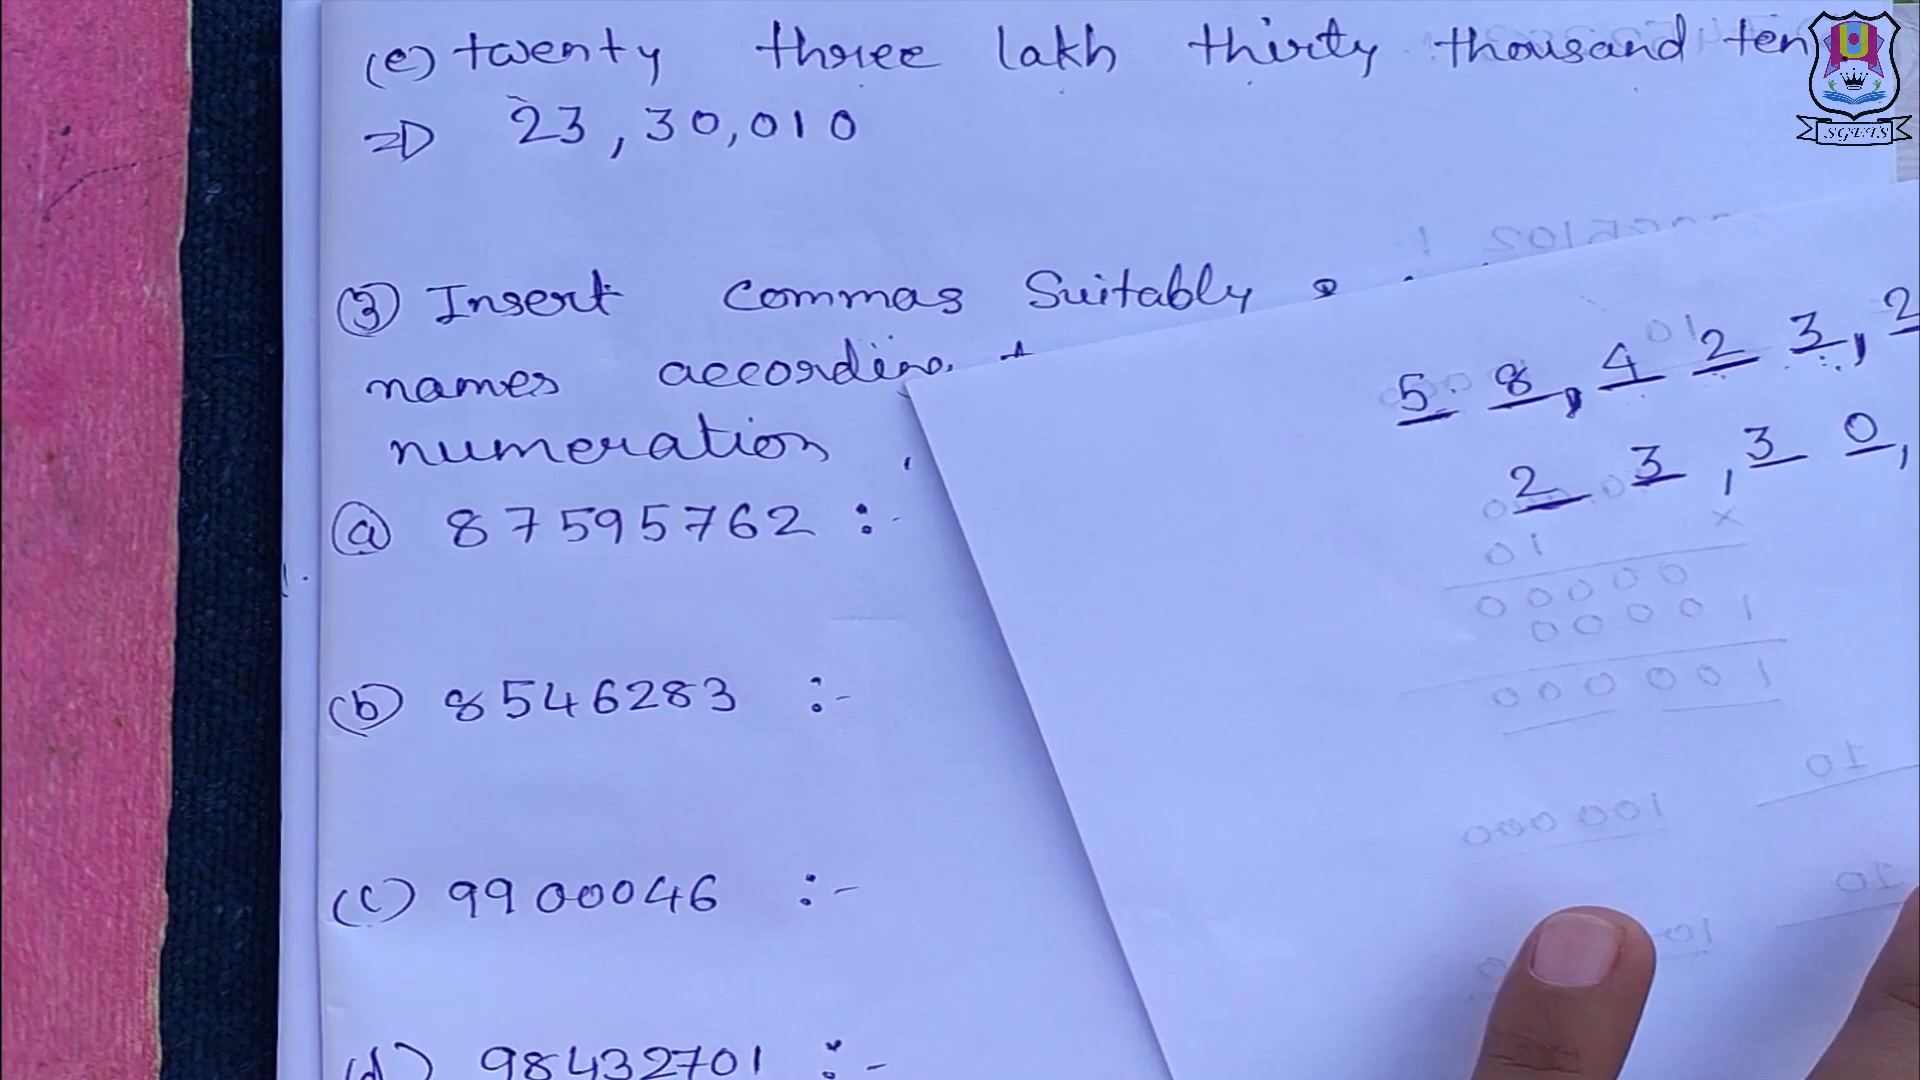 (e) twenty three lakh thirty thousand ten
⇒ 23,30,010
③ Insert commas Suitably &
names according
numeration
ⓐ 87595762 :-
(b) 8546283 :-
(c) 9900046 :-
(d) 98432701 :-
5 8, 4 2 3, 2
2 3, 3 0,
SGEIS